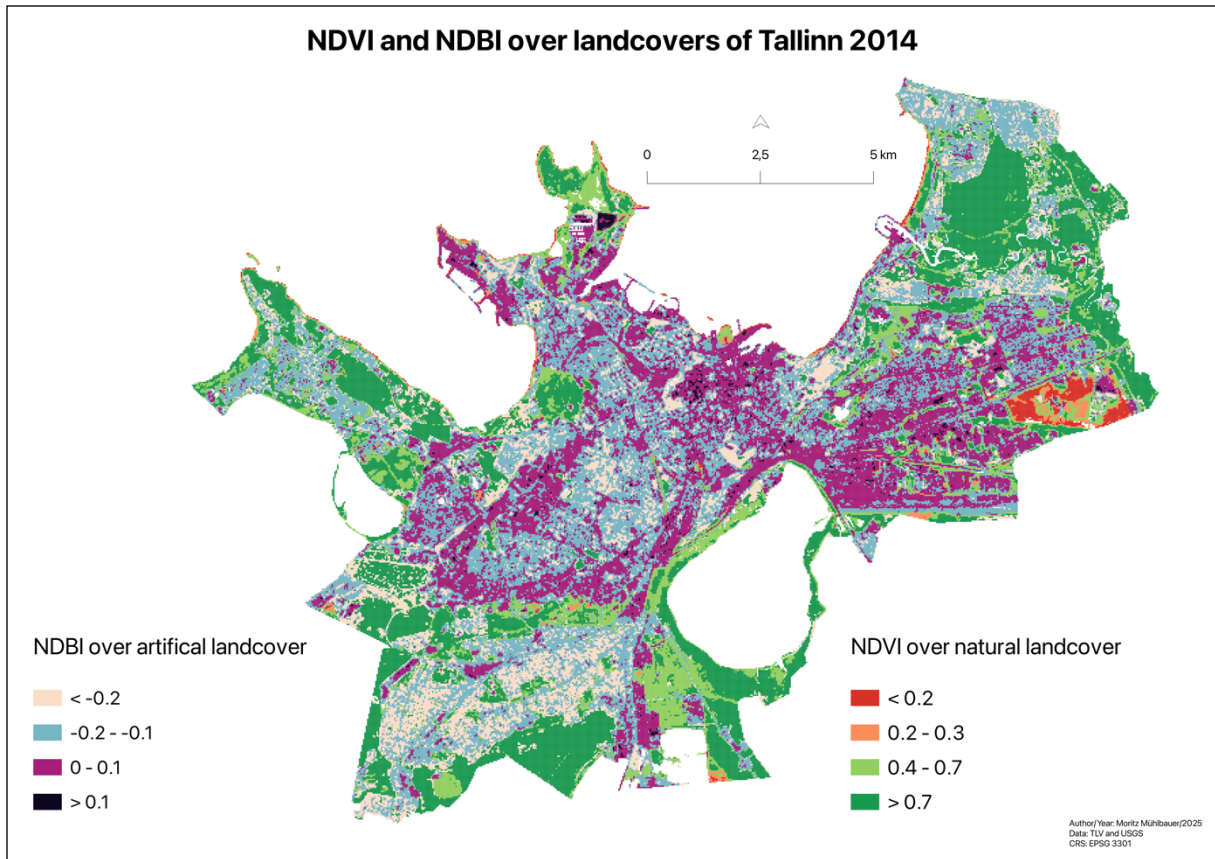 NDVI and NDBI over landcovers of Tallinn 2014
0 2,5 5 km
NDBI over artifical landcover
< -0.2
-0.2 - -0.1
0 - 0.1
> 0.1
NDVI over natural landcover
< 0.2
0.2 - 0.3
0.4 - 0.7
> 0.7
Author/Year: Moritz Mühlbauer/2025
Data: TLV and USGS
CRS: EPSG 3301